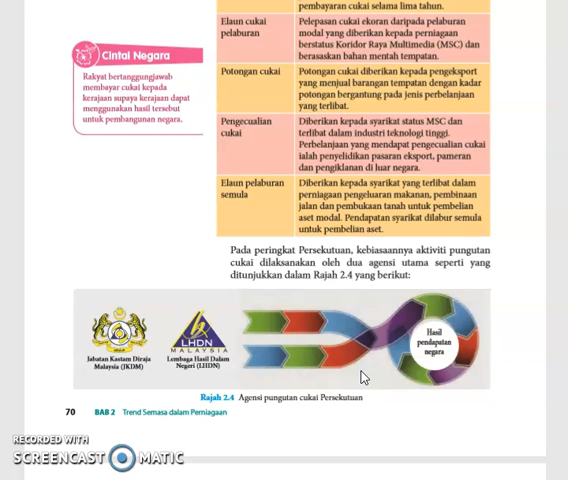 pembayaran cukai selama lima tahun.
Elaun cukai
pelaburan
Pelepasan cukai ekoran daripada pelaburan
modal yang diberikan kepada perniagaan
berstatus Koridor Raya Multimedia (MSC) dan
berasaskan bahan mentah tempatan.
Cintai Negara
Rakyat bertanggungjawab
membayar cukai kepada
kerajaan supaya kerajaan dapat
menggunakan hasil tersebut
untuk pembangunan negara.
Potongan cukai
Potongan cukai diberikan kepada pengeksport
yang menjual barangan tempatan dengan kadar
potongan bergantung pada jenis perbelanjaan
yang terlibat.
Pengecualian
cukai
Diberikan kepada syarikat status MSC dan
terlibat dalam industri teknologi tinggi.
Perbelanjaan yang mendapat pengecualian cukai
ialah penyelidikan pasaran eksport, pameran
dan pengiklanan di luar negara.
Elaun pelaburan
semula
Diberikan kepada syarikat yang terlibat dalam
perniagaan pengeluaran makanan, pembinaan
jalan dan pembukaan tanah untuk pembelian
aset modal. Pendapatan syarikat dilabur semula
untuk pembelian aset.
Pada peringkat Persekutuan, kebiasaannya aktiviti pungutan
cukai dilaksanakan oleh dua agensi utama seperti yang
ditunjukkan dalam Rajah 2.4 yang berikut:
Jabatan Kastam Diraja
Malaysia (JKDM)
LHDN
MALAYSIA
Lembaga Hasil Dalam
Negeri (LHDN)
Hasil
pendapatan
negara
Rajah 2.4 Agensi pungutan cukai Persekutuan
70 BAB 2 Trend Semasa dalam Perniagaan
RECORDED WITH
SCREENCAST MATIC